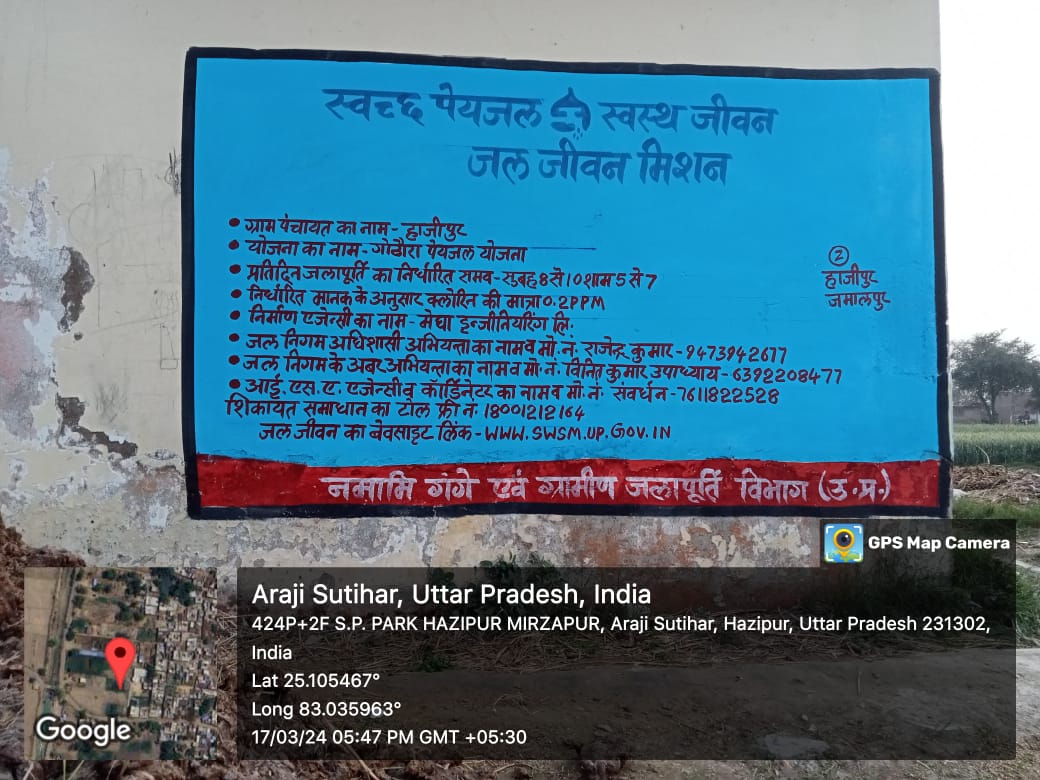 स्वच्छ पेयजल स्वस्थ जीवन
जल जीवन मिशन
• ग्राम पंचायत का नाम - हाजीपुर
• योजना का नाम - गोठौरा पेयजल योजना
• प्रतिदिन जलापूर्ति का निर्धारित समव - सुबह 8 से 10 शाम 5 से 7
• निर्धारित मानक के अनुसार क्लोरिन की मात्रा 0.2PPM
• निर्माण एजेन्सी का नाम - मेघा इन्जीनियरिंग लि.
• जल निगम अधिशासी अभियन्ता का नाम व मो. नं. राजेन्द्र कुमार - 9473942677
• जल निगम के अबर अभियन्ता का नाम व मो. नं. विनित कुमार उपाध्याय - 6392208477
• आई. एस. ए. एजेन्सी व कॉर्डिनेटर का नाम व मो. नं. संवर्धन - 7611822528
शिकायत समाधान का टोल फ्री नं. 18001212164
जल जीवन का बेवसाइट लिंक - WWW.SWSM.UP.GOV.IN
2
हाजीपुर
जमालपुर
नमामि गंगे एवं ग्रामीण जलापूर्ति विभाग (उ.प्र.)
GPS Map Camera
Google
Araji Sutihar, Uttar Pradesh, India
424P+2F S.P. PARK HAZIPUR MIRZAPUR, Araji Sutihar, Hazipur, Uttar Pradesh 231302,
India
Lat 25.105467°
Long 83.035963°
17/03/24 05:47 PM GMT +05:30